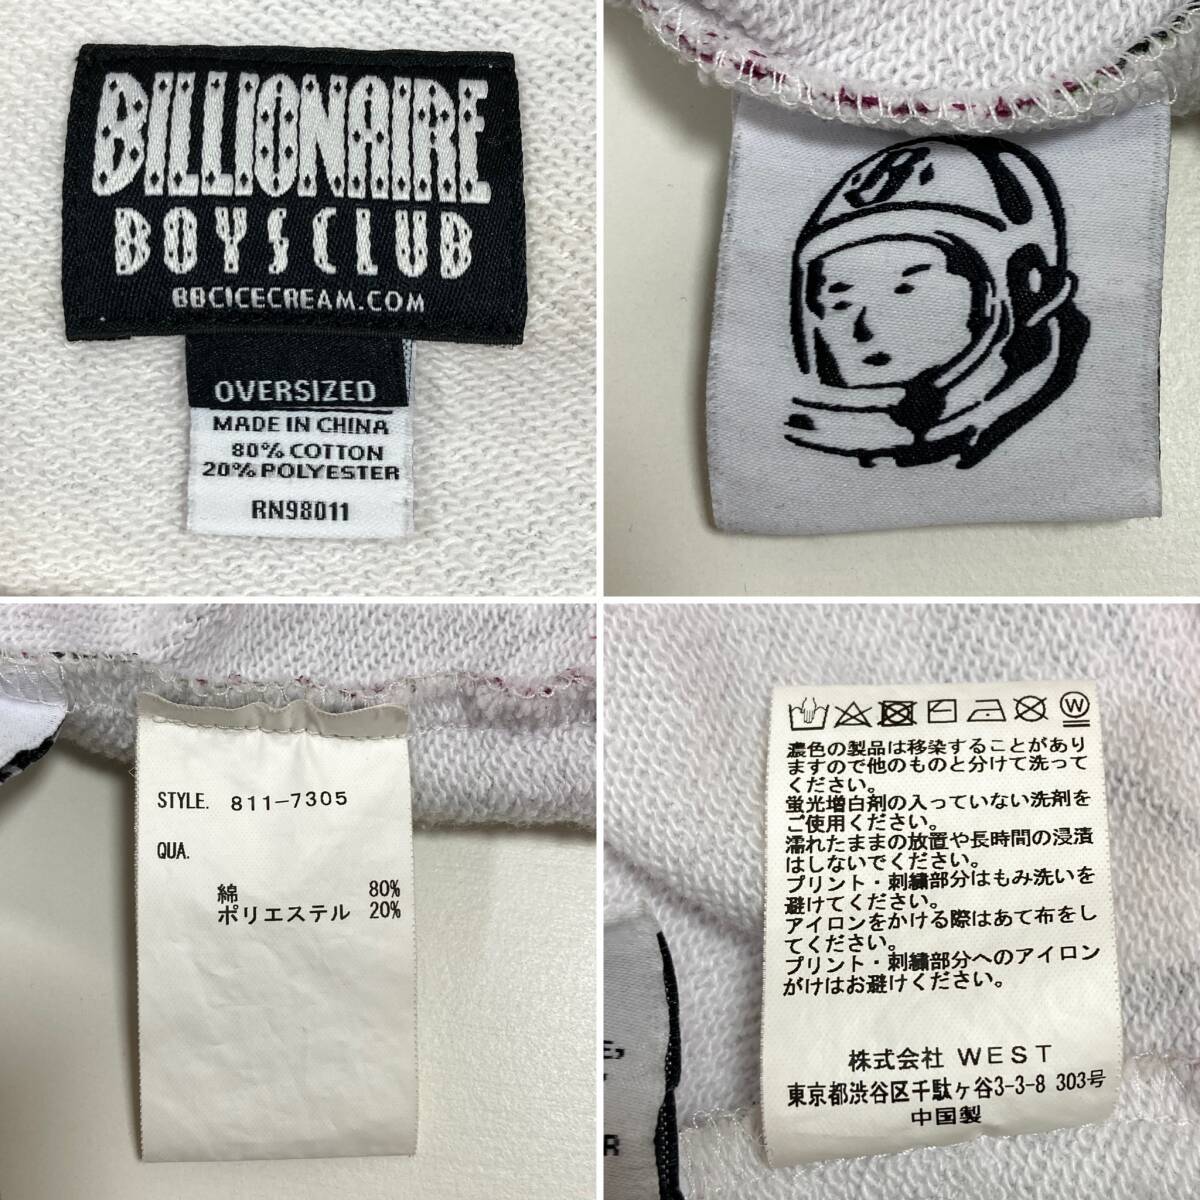 BILLIONAIRE
BOYS CLUB
BBCICECREAM.COM
OVERSIZED
MADE IN CHINA
80% COTTON
20% POLYESTER
RN98011
B
STYLE. 811-7305
QUA.
綿 80%
ポリエステル 20%
W
濃色の製品は移染することがあり
ますので他のものと分けて洗って
ください。
蛍光増白剤の入っていない洗剤を
ご使用ください。
濡れたままの放置や長時間の浸漬
はしないでください。
プリント・刺繍部分はもみ洗いを
避けてください。
アイロンをかける際はあて布をし
てください。
プリント・刺繍部分へのアイロン
がけはお避けください。
株式会社 WEST
東京都渋谷区千駄ヶ谷3-3-8 303号
中国製
E,
R